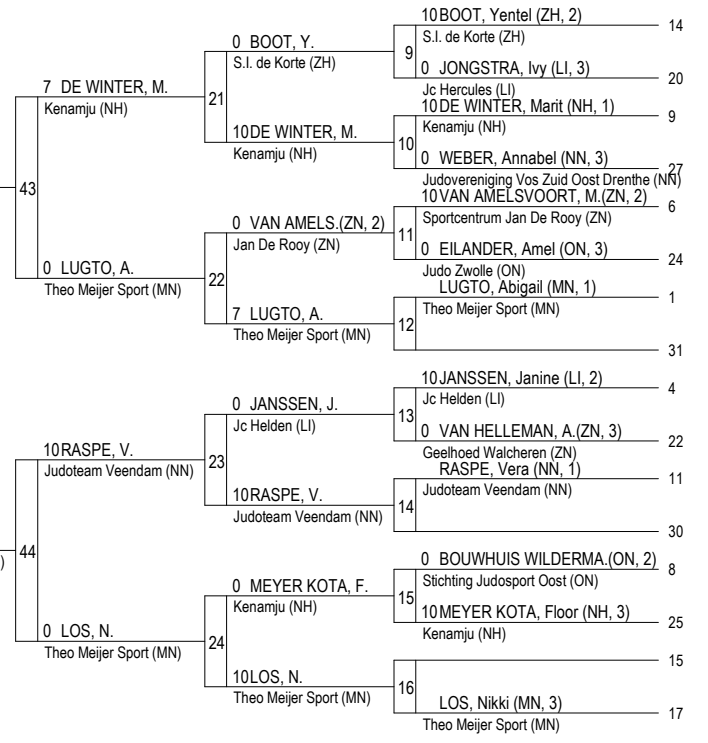 10 BOOT, Yentel (ZH, 2) 14
S.I. de Korte (ZH)
9
0 JONGSTRA, Ivy (LI, 3) 20
Jc Hercules (LI)
0 BOOT, Y.
S.I. de Korte (ZH)
21
10 DE WINTER, M.
Kenamju (NH)
10 DE WINTER, Marit (NH, 1) 9
Kenamju (NH)
10
0 WEBER, Annabel (NN, 3) 27
Judovereniging Vos Zuid Oost Drenthe (NN)
7 DE WINTER, M.
Kenamju (NH)
43
0 LUGTO, A.
Theo Meijer Sport (MN)
10 VAN AMELSVOORT, M.(ZN, 2) 6
Sportcentrum Jan De Rooy (ZN)
11
0 EILANDER, Amel (ON, 3) 24
Judo Zwolle (ON)
0 VAN AMELS.(ZN, 2)
Jan De Rooy (ZN)
22
7 LUGTO, A.
Theo Meijer Sport (MN)
LUGTO, Abigail (MN, 1) 1
Theo Meijer Sport (MN)
12
31
10 JANSSEN, Janine (LI, 2) 4
Jc Helden (LI)
13
0 VAN HELLEMAN, A.(ZN, 3) 22
Geelhoed Walcheren (ZN)
0 JANSSEN, J.
Jc Helden (LI)
23
10 RASPE, V.
Judoteam Veendam (NN)
RASPE, Vera (NN, 1) 11
Judoteam Veendam (NN)
14
30
10 RASPE, V.
Judoteam Veendam (NN)
)
44
0 LOS, N.
Theo Meijer Sport (MN)
0 BOUWHUIS WILDERMA.(ON, 2) 8
Stichting Judosport Oost (ON)
15
10 MEYER KOTA, Floor (NH, 3) 25
Kenamju (NH)
0 MEYER KOTA, F.
Kenamju (NH)
24
10 LOS, N.
Theo Meijer Sport (MN)
15
16
LOS, Nikki (MN, 3) 17
Theo Meijer Sport (MN)